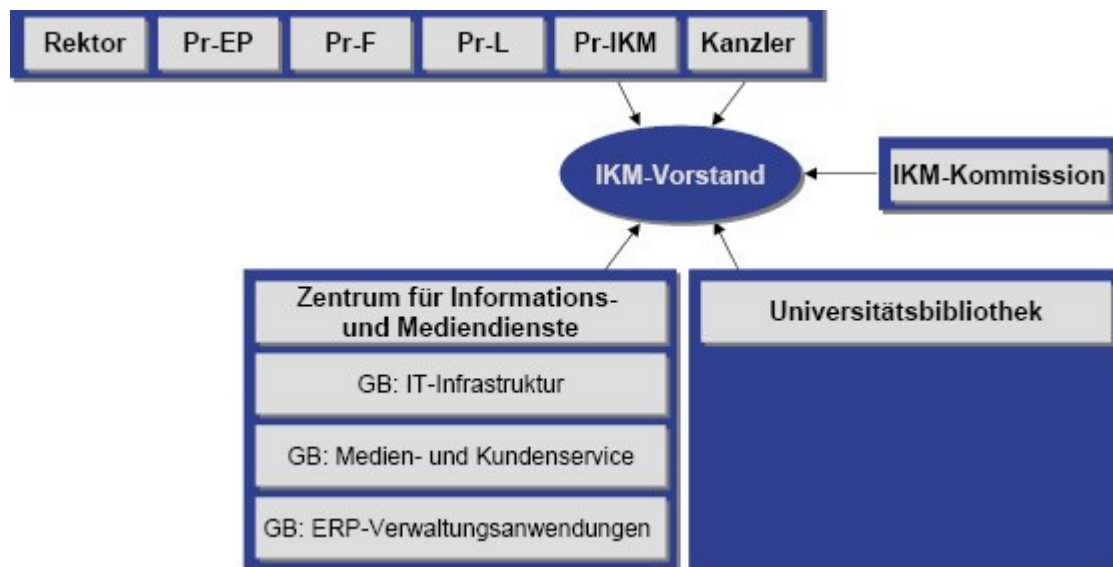 Rektor
Pr-EP
Pr-F
Pr-L
Pr-IKM
Kanzler
IKM-Vorstand
IKM-Kommission
Zentrum für Informations-
und Mediendienste
GB: IT-Infrastruktur
GB: Medien- und Kundenservice
GB: ERP-Verwaltungsanwendungen
Universitätsbibliothek